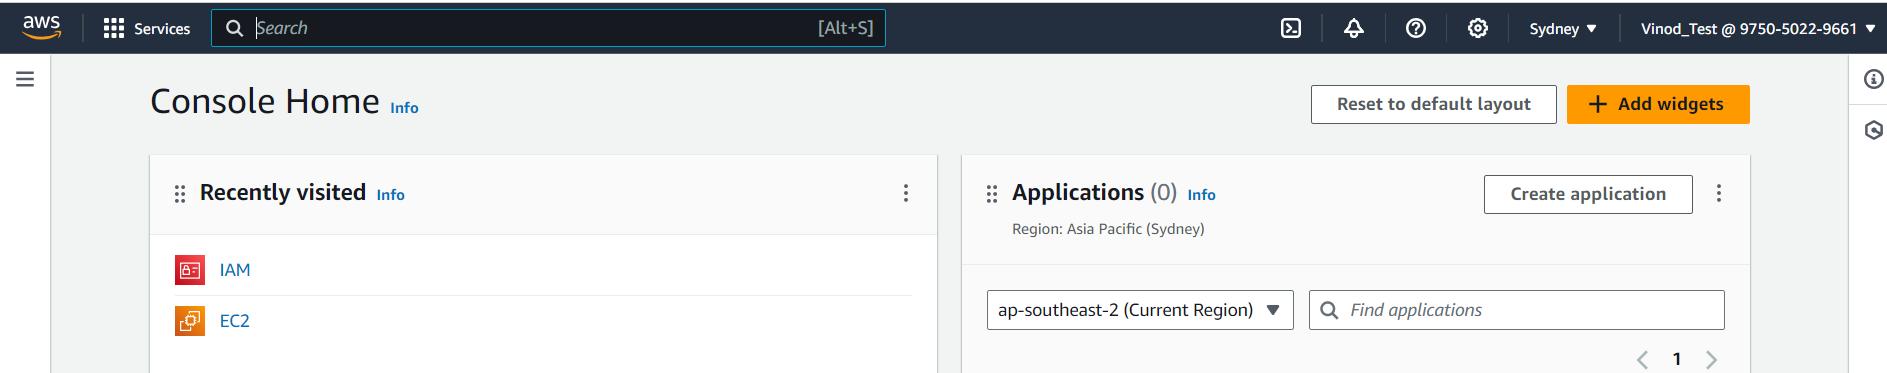 aws Services Search [Alt+S] Sydney Vinod_Test @ 9750-5022-9661
Console Home Info
Reset to default layout
Add widgets
Recently visited Info
IAM
EC2
Applications (0) Info
Create application
Region: Asia Pacific (Sydney)
ap-southeast-2 (Current Region)
Find applications
1